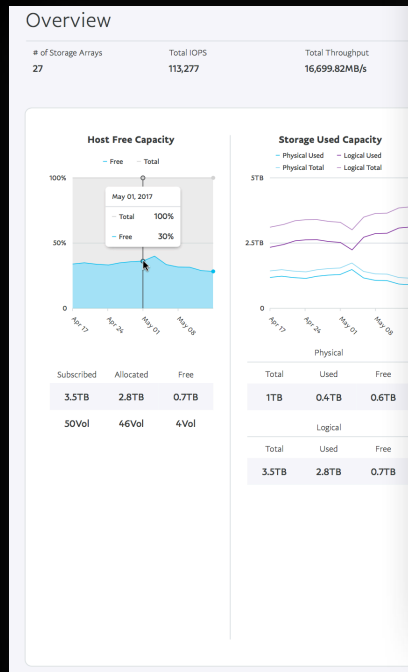 Overview
# of Storage Arrays Total IOPS Total Throughput
27 113,277 16,699.82MB/s
Host Free Capacity
Free Total
100%
50%
0
May 01, 2017
Total 100%
Free 30%
Apr 17 Apr 24 May 01 May 08
Subscribed Allocated Free
3.5TB 2.8TB 0.7TB
50Vol 46Vol 4Vol
Storage Used Capacity
Physical Used Logical Used
Physical Total Logical Total
5TB
2.5TB
0
Apr 17 Apr 24 May 01 May 08
Physical
Total Used Free
1TB 0.4TB 0.6TB
Logical
Total Used Free
3.5TB 2.8TB 0.7TB